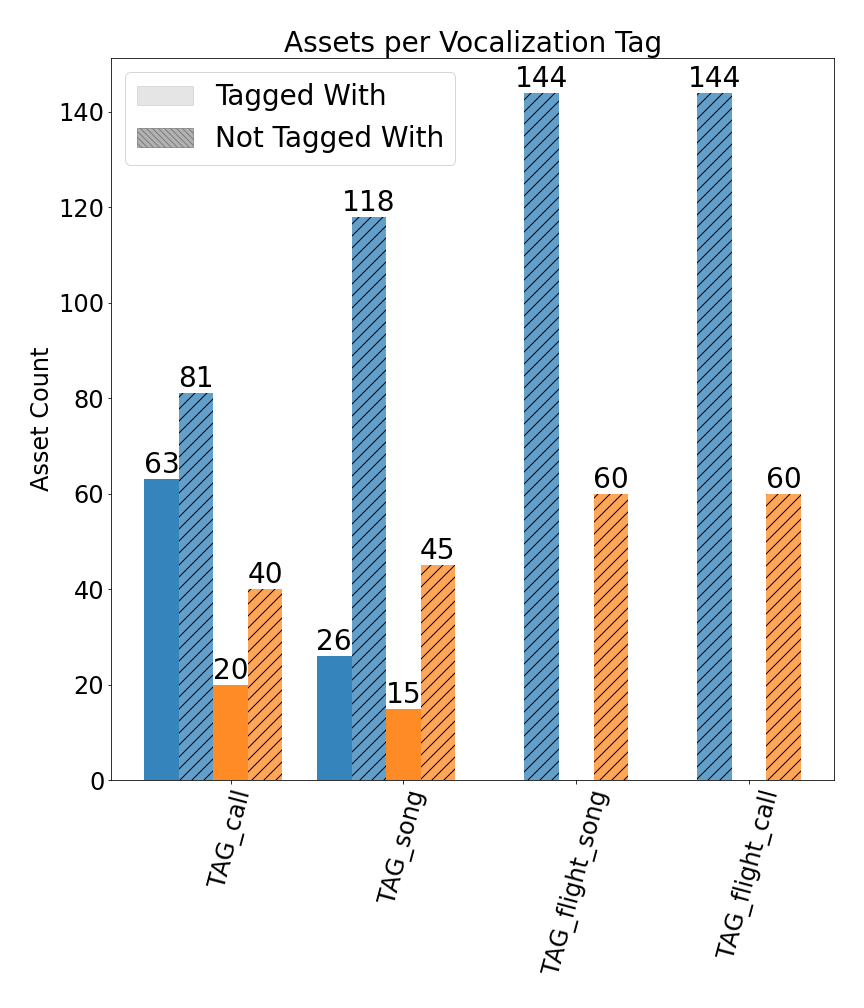 Assets per Vocalization Tag
Tagged With
Not Tagged With
Asset Count
140
120
100
80
60
40
20
0
63
81
20
40
26
118
15
45
144
60
144
60
TAG_call
TAG_song
TAG_flight_song
TAG_flight_call